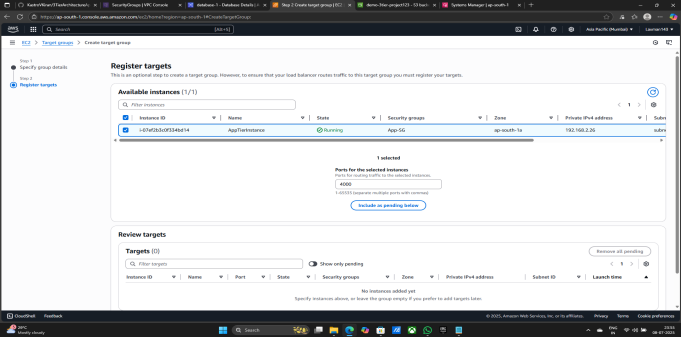 KastroVKiran/3TierArchitecture/
SecurityGroups | VPC Console
database-1 - Database Details |
Step 2 Create target group | EC2
demo-3tier-project123 - S3 buc
Systems Manager | ap-south-1
https://ap-south-1.console.aws.amazon.com/ec2/home?region=ap-south-1#CreateTargetGroup:
aws
Search
[Alt+S]
Asia Pacific (Mumbai)
Laxman143
EC2
Target groups
Create target group
Step 1
Specify group details
Step 2
Register targets
Register targets
This is an optional step to create a target group. However, to ensure that your load balancer routes traffic to this target group you must register your targets.
Available instances (1/1)
Filter instances
1
Instance ID
Name
State
Security groups
Zone
Private IPv4 address
Subn
i-07ef2b3c0f334bd14
AppTierInstance
Running
App-SG
ap-south-1a
192.168.2.26
subne
1 selected
Ports for the selected instances
Ports for routing traffic to the selected instances.
4000
1-65535 (separate multiple ports with commas)
Include as pending below
Review targets
Targets (0)
Remove all pending
Filter targets
Show only pending
1
Instance ID
Name
Port
State
Security groups
Zone
Private IPv4 address
Subnet ID
Launch time
No instances added yet
Specify instances above, or leave the group empty if you prefer to add targets later.
CloudShell
Feedback
© 2025, Amazon Web Services, Inc. or its affiliates.
Privacy
Terms
Cookie preferences
29°C
Mostly cloudy
Search
ENG
IN
08-07-2025